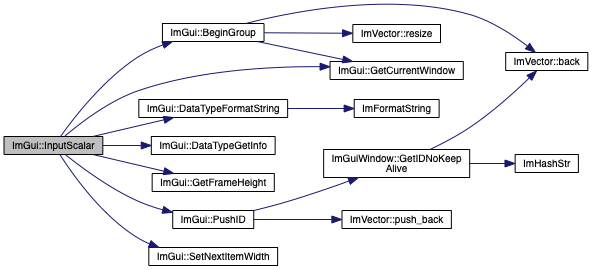 ImGui::InputScalar
ImGui::BeginGroup
ImVector::resize
ImVector::back
ImGui::GetCurrentWindow
ImGui::DataTypeFormatString
ImFormatString
ImGui::DataTypeGetInfo
ImGuiWindow::GetIDNoKeep
Alive
ImHashStr
ImGui::GetFrameHeight
ImGui::PushID
ImVector::push_back
ImGui::SetNextItemWidth